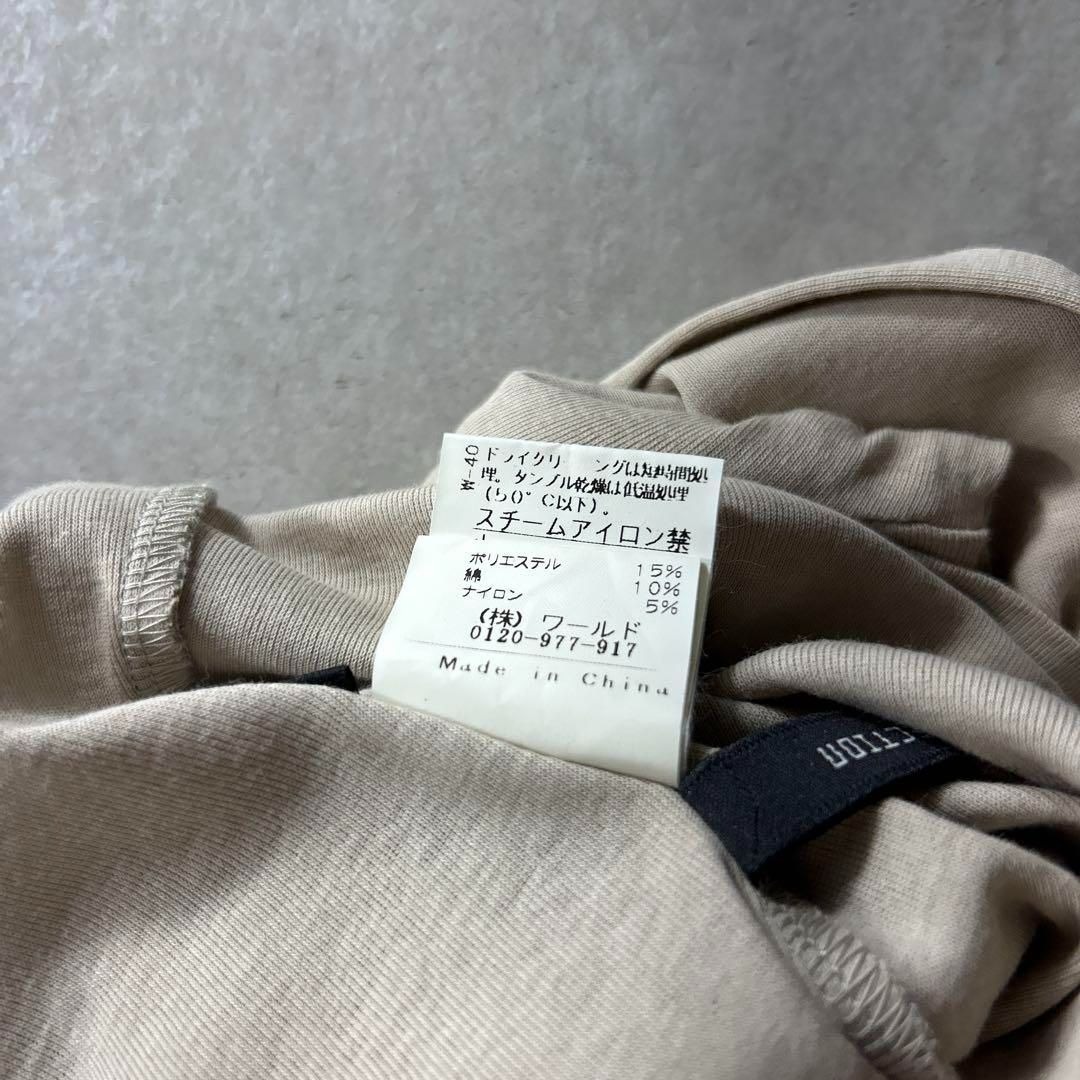 W-40
ドライクリーニングは短時間処
理。タンブル乾燥は低温処理
(50°C以下)。
スチームアイロン禁
ポリエステル 15%
綿 10%
ナイロン 5%
(株) ワールド
0120-977-917
Made in China
CTION